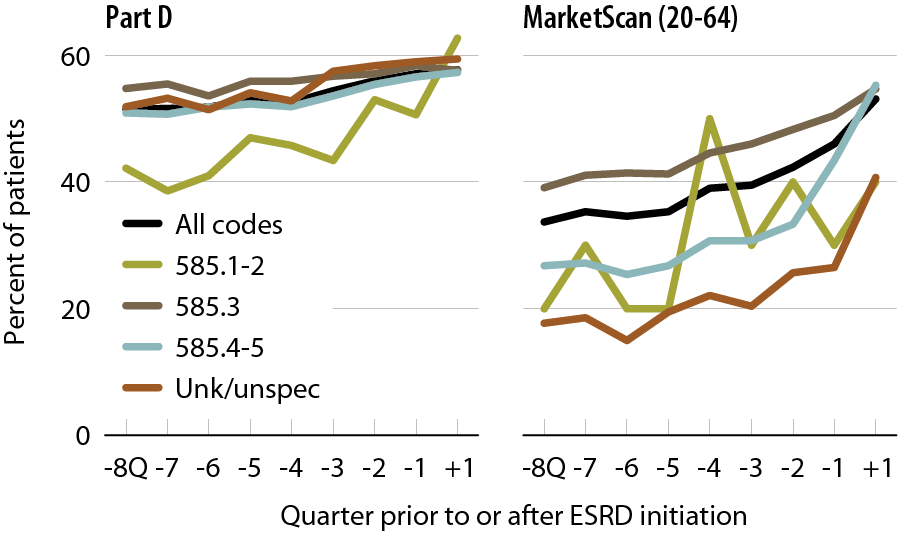 Part D
MarketScan (20-64)
Percent of patients
60
40
20
0
All codes
585.1-2
585.3
585.4-5
Unk/unspec
-8Q -7 -6 -5 -4 -3 -2 -1 +1
-8Q -7 -6 -5 -4 -3 -2 -1 +1
Quarter prior to or after ESRD initiation